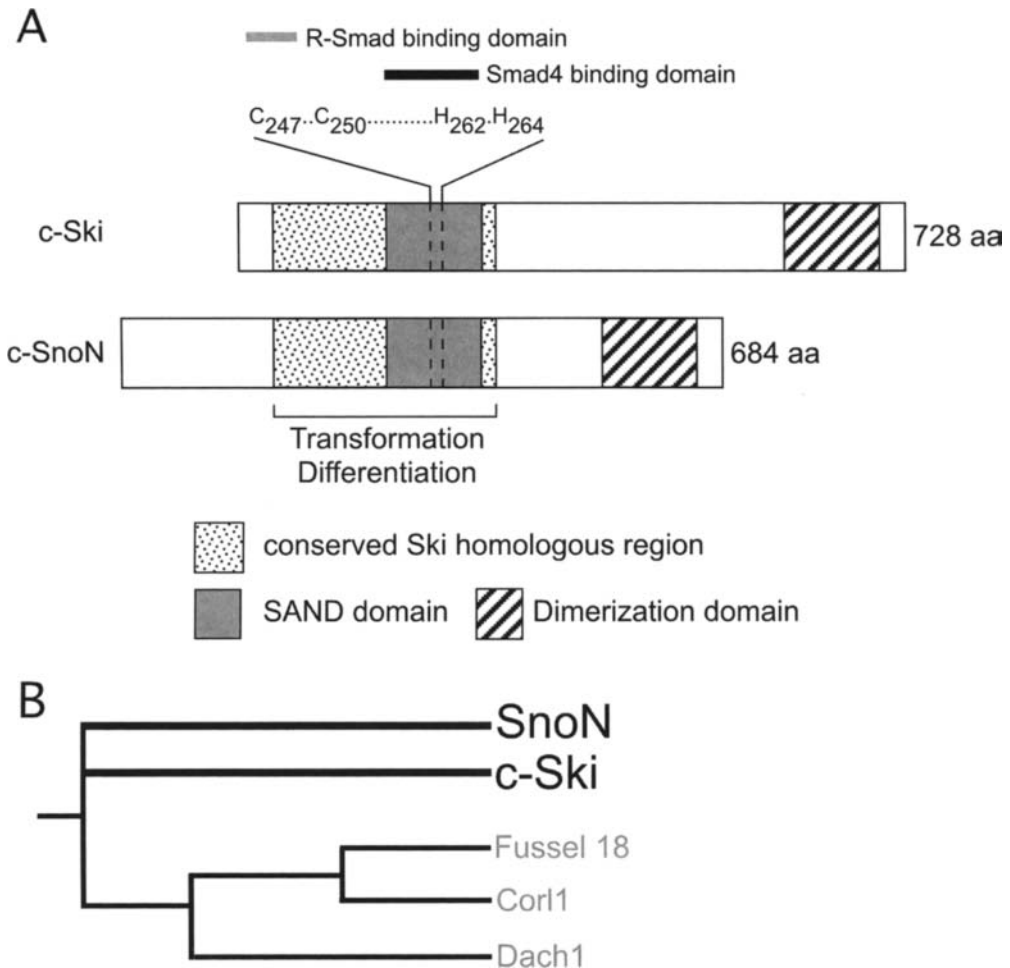 A
R-Smad binding domain
Smad4 binding domain
C247..C250...........H262.H264
c-Ski
728 aa
c-SnoN
684 aa
Transformation
Differentiation
conserved Ski homologous region
SAND domain
Dimerization domain
B
SnoN
c-Ski
Fussel 18
Corl1
Dach1